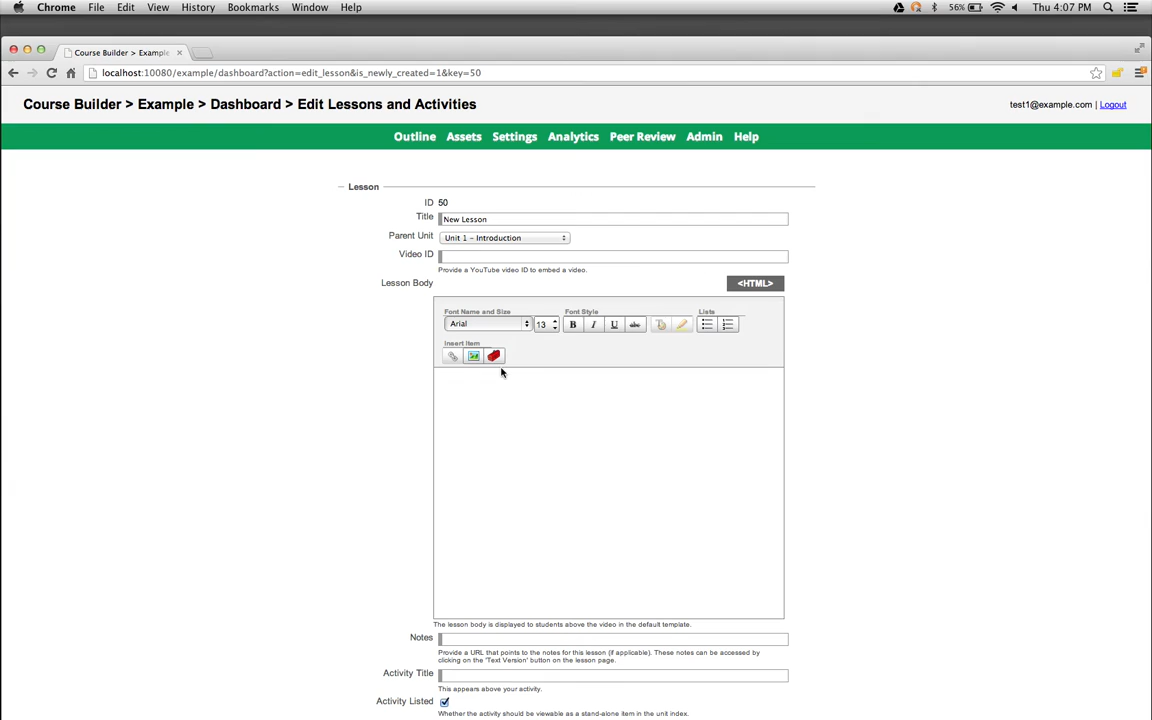 Chrome File Edit View History Bookmarks Window Help 56% Thu 4:07 PM
Course Builder > Example
localhost:10080/example/dashboard?action=edit_lesson&is_newly_created=1&key=50
Course Builder > Example > Dashboard > Edit Lessons and Activities
test1@example.com | Logout
Outline Assets Settings Analytics Peer Review Admin Help
Lesson
ID 50
Title New Lesson
Parent Unit Unit 1 - Introduction
Video ID
Provide a YouTube video ID to embed a video.
Lesson Body <HTML>
Font Name and Size Font Style Lists
Arial 13 B I U abc
Insert Item
The lesson body is displayed to students above the video in the default template.
Notes
Provide a URL that points to the notes for this lesson (if applicable). These notes can be accessed by
clicking on the 'Text Version' button on the lesson page.
Activity Title
This appears above your activity.
Activity Listed
Whether the activity should be viewable as a stand-alone item in the unit index.